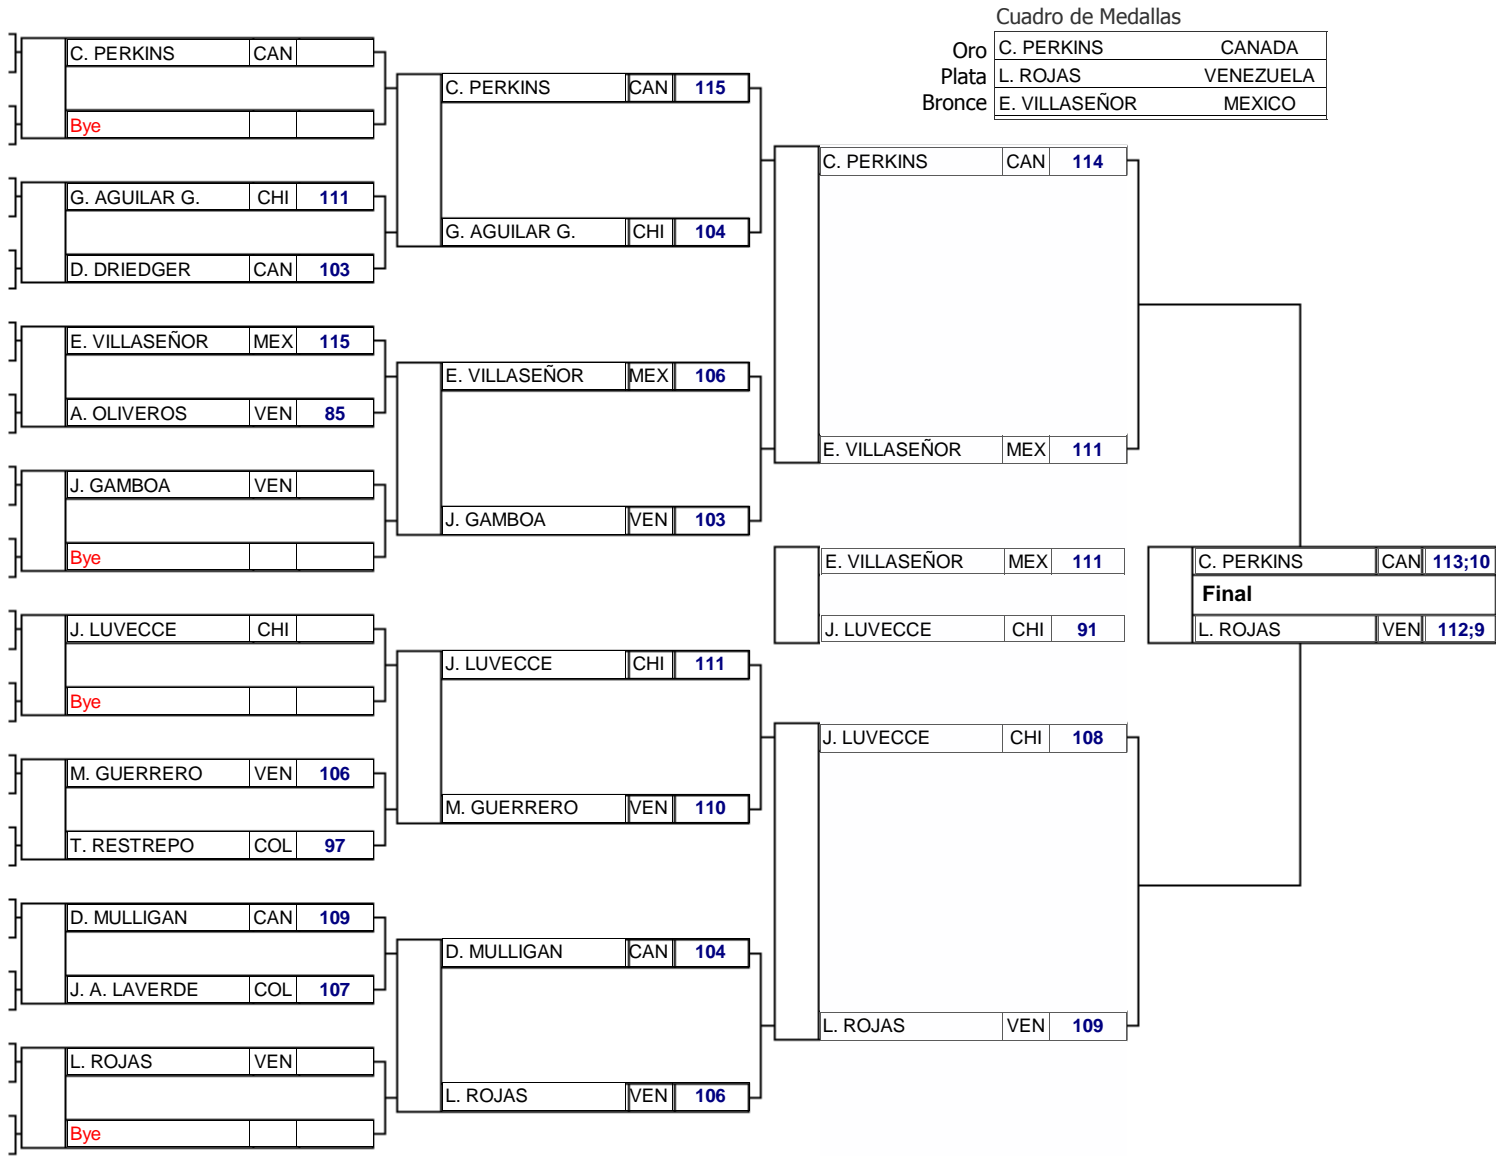 Cuadro de Medallas
Oro C. PERKINS CANADA
Plata L. ROJAS VENEZUELA
Bronce E. VILLASEÑOR MEXICO
C. PERKINS CAN
Bye
G. AGUILAR G. CHI 111
D. DRIEDGER CAN 103
E. VILLASEÑOR MEX 115
A. OLIVEROS VEN 85
J. GAMBOA VEN
Bye
J. LUVECCE CHI
Bye
M. GUERRERO VEN 106
T. RESTREPO COL 97
D. MULLIGAN CAN 109
J. A. LAVERDE COL 107
L. ROJAS VEN
Bye
C. PERKINS CAN 115
G. AGUILAR G. CHI 104
E. VILLASEÑOR MEX 106
J. GAMBOA VEN 103
J. LUVECCE CHI 111
M. GUERRERO VEN 110
D. MULLIGAN CAN 104
L. ROJAS VEN 106
C. PERKINS CAN 114
E. VILLASEÑOR MEX 111
E. VILLASEÑOR MEX 111
J. LUVECCE CHI 91
J. LUVECCE CHI 108
L. ROJAS VEN 109
C. PERKINS CAN 113;10
Final
L. ROJAS VEN 112;9